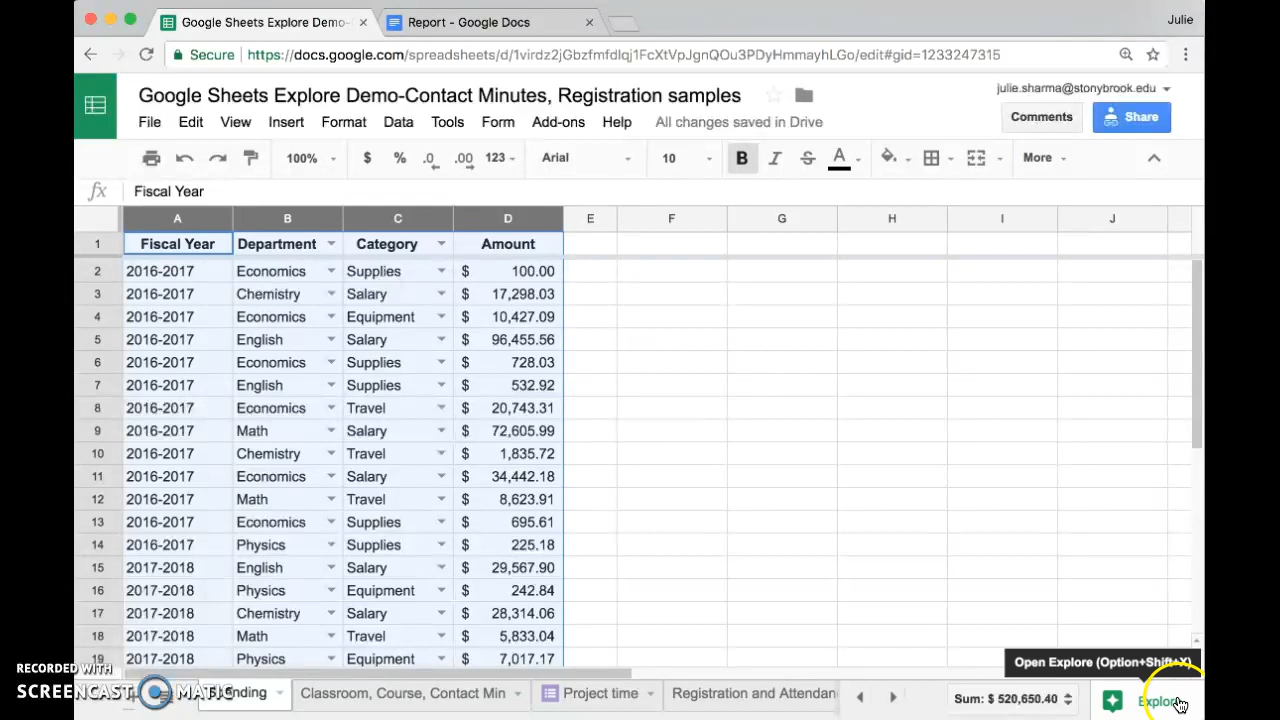 Google Sheets Explore Demo- Report - Google Docs Julie
Secure https://docs.google.com/spreadsheets/d/1virdz2jGbzfmfdlqj1FcXtVpJgnQOu3PDyHmmayhLGo/edit#gid=1233247315
Google Sheets Explore Demo-Contact Minutes, Registration samples julie.sharma@stonybrook.edu
File Edit View Insert Format Data Tools Form Add-ons Help All changes saved in Drive Comments Share
100% $ % .0 .00 123 Arial 10 B I S A More
fx Fiscal Year
A B C D E F G H I J
1 Fiscal Year Department Category Amount
2 2016-2017 Economics Supplies $ 100.00
3 2016-2017 Chemistry Salary $ 17,298.03
4 2016-2017 Economics Equipment $ 10,427.09
5 2016-2017 English Salary $ 96,455.56
6 2016-2017 Economics Supplies $ 728.03
7 2016-2017 English Supplies $ 532.92
8 2016-2017 Economics Travel $ 20,743.31
9 2016-2017 Math Salary $ 72,605.99
10 2016-2017 Chemistry Travel $ 1,835.72
11 2016-2017 Economics Salary $ 34,442.18
12 2016-2017 Math Travel $ 8,623.91
13 2016-2017 Economics Supplies $ 695.61
14 2016-2017 Physics Supplies $ 225.18
15 2017-2018 English Salary $ 29,567.90
16 2017-2018 Physics Equipment $ 242.84
17 2017-2018 Chemistry Salary $ 28,314.06
18 2017-2018 Math Travel $ 5,833.04
19 2017-2018 Physics Equipment $ 7,017.17
Open Explore (Option+Shift+X)
RECORDED WITH
SCREENCAST MATIC
Classroom, Course, Contact Min Project time Registration and Attendan Sum: $ 520,650.40 Explore